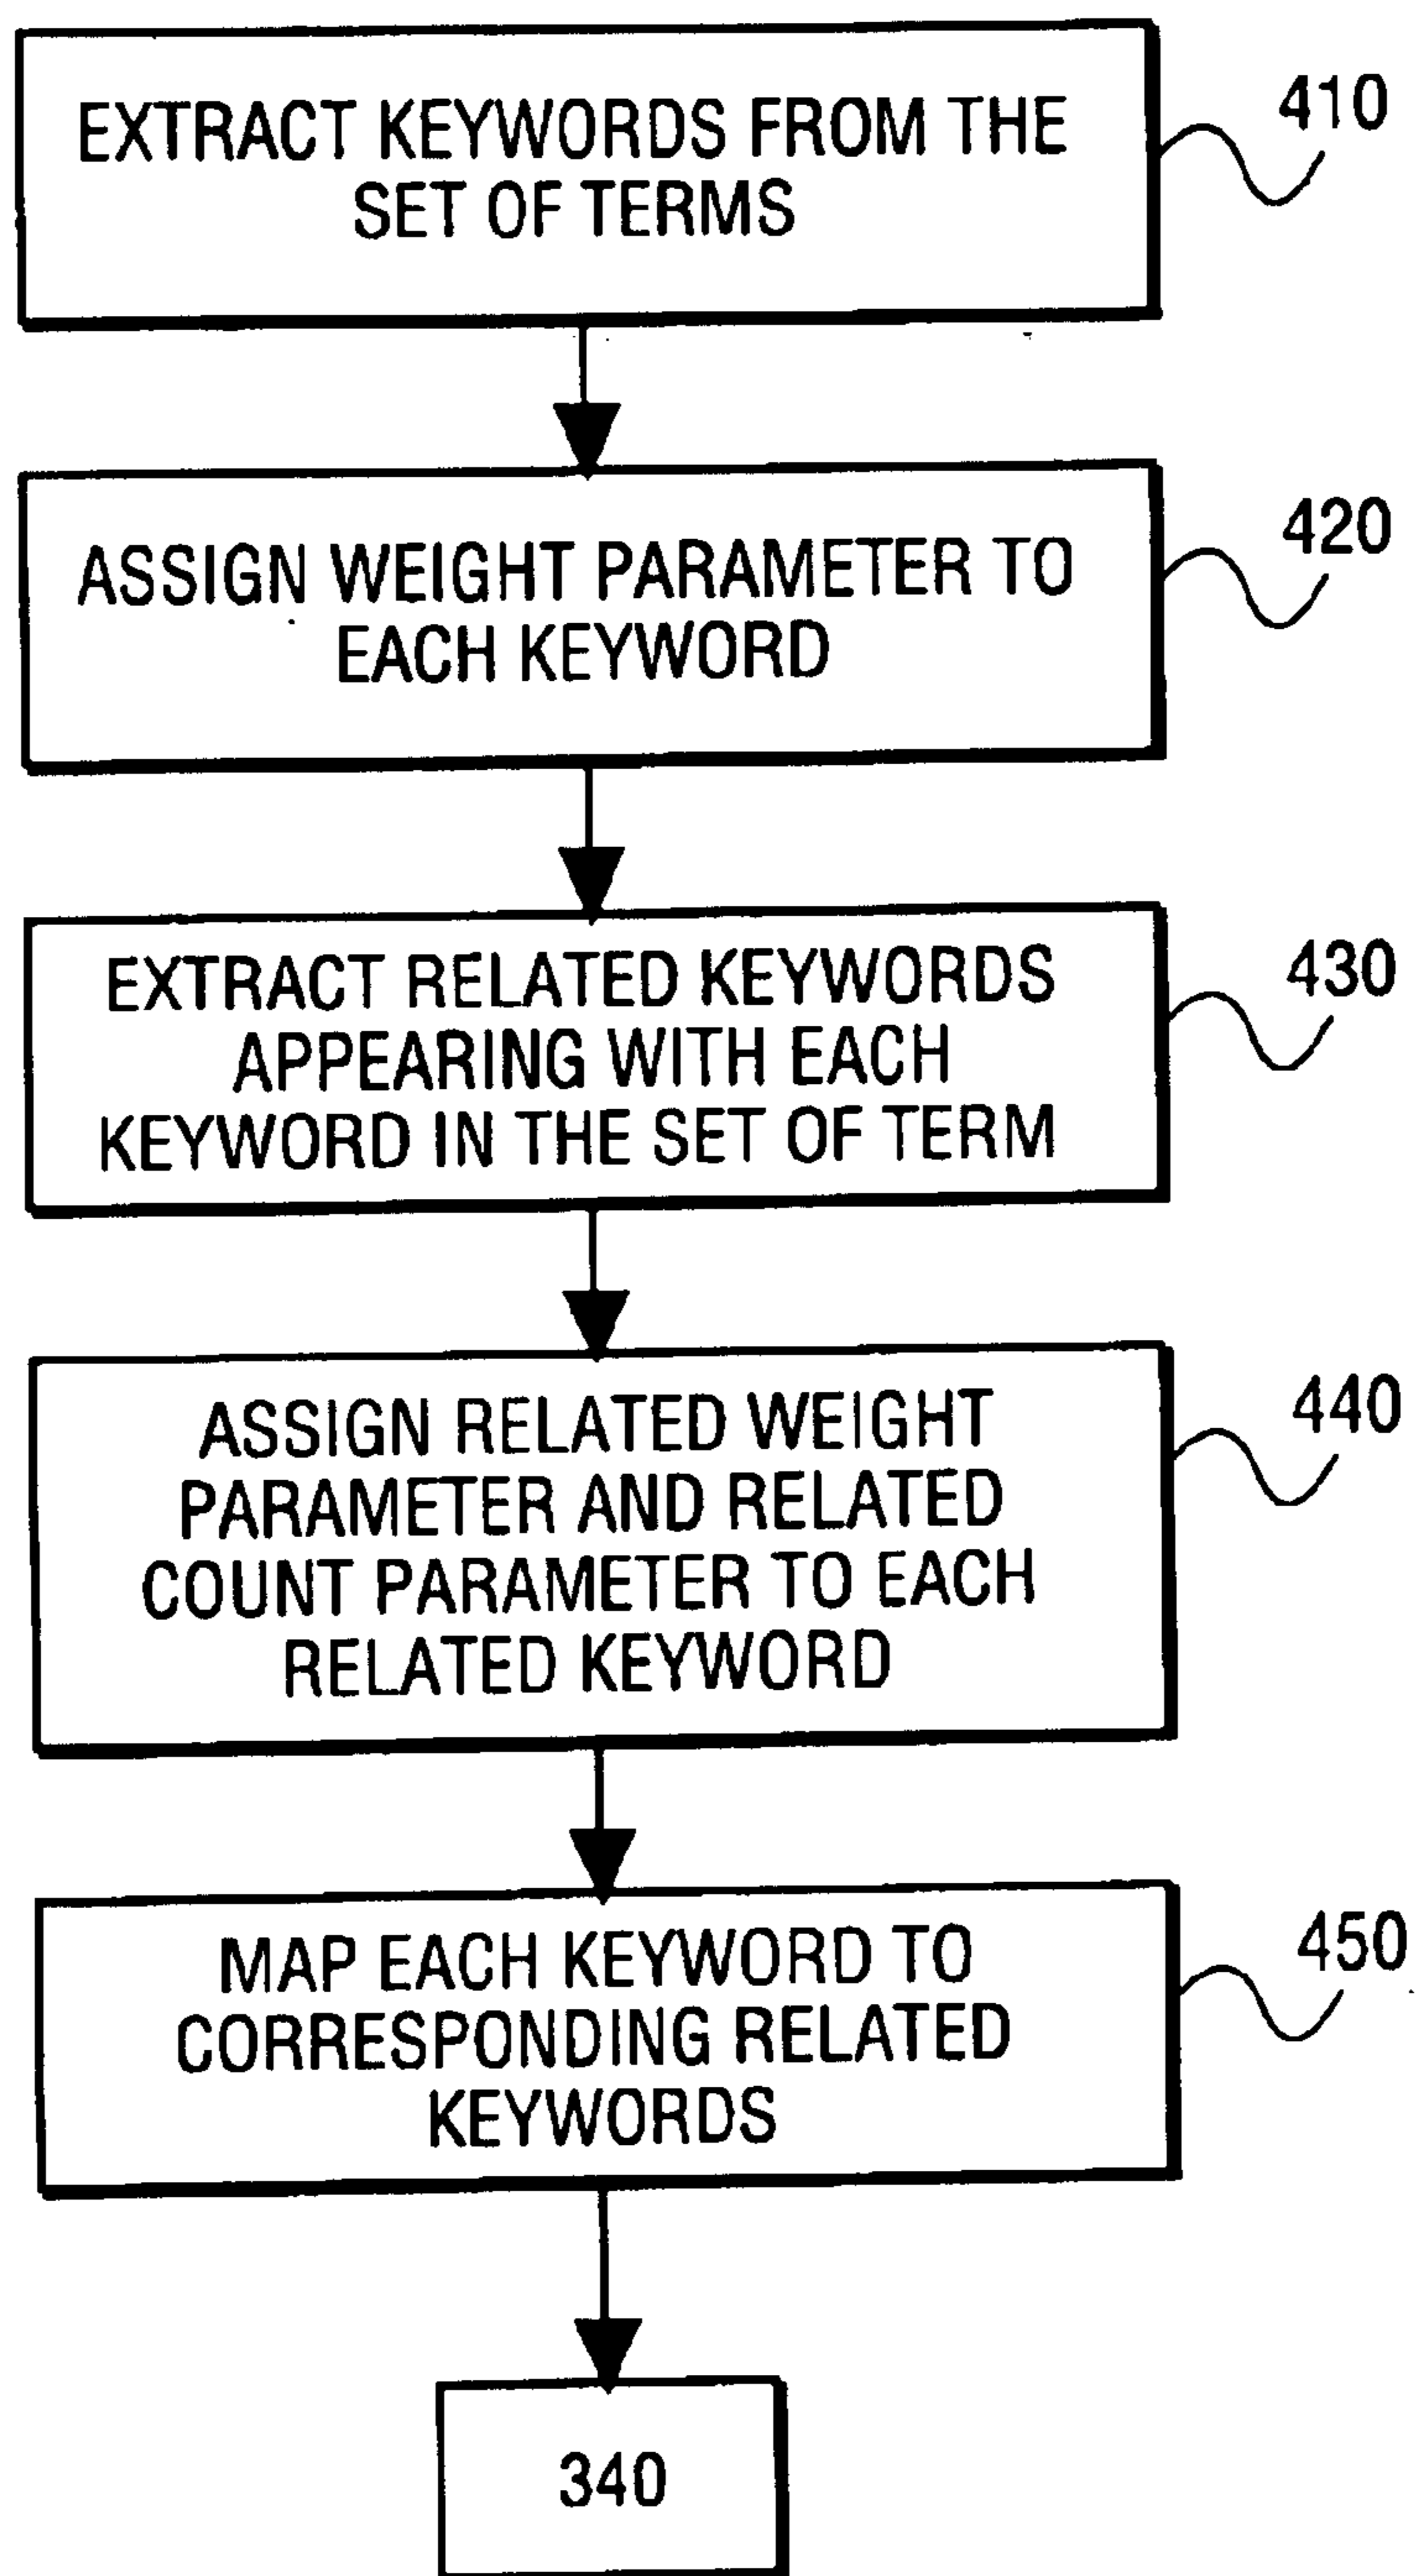 EXTRACT KEYWORDS FROM THE
SET OF TERMS
410
ASSIGN WEIGHT PARAMETER TO
EACH KEYWORD
420
EXTRACT RELATED KEYWORDS
APPEARING WITH EACH
KEYWORD IN THE SET OF TERM
430
ASSIGN RELATED WEIGHT
PARAMETER AND RELATED
COUNT PARAMETER TO EACH
RELATED KEYWORD
440
MAP EACH KEYWORD TO
CORRESPONDING RELATED
KEYWORDS
450
340